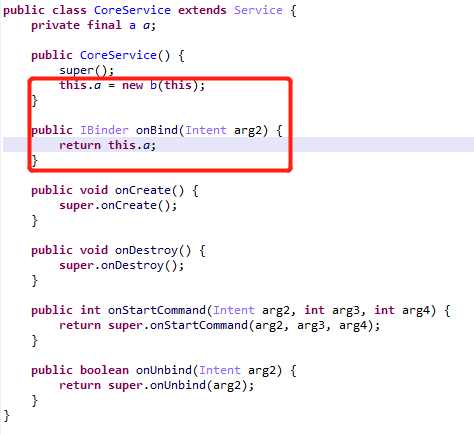 public class CoreService extends Service {
    private final a a;

    public CoreService() {
        super();
        this.a = new b(this);
    }

    public IBinder onBind(Intent arg2) {
        return this.a;
    }

    public void onCreate() {
        super.onCreate();
    }

    public void onDestroy() {
        super.onDestroy();
    }

    public int onStartCommand(Intent arg2, int arg3, int arg4) {
        return super.onStartCommand(arg2, arg3, arg4);
    }

    public boolean onUnbind(Intent arg2) {
        return super.onUnbind(arg2);
    }
}